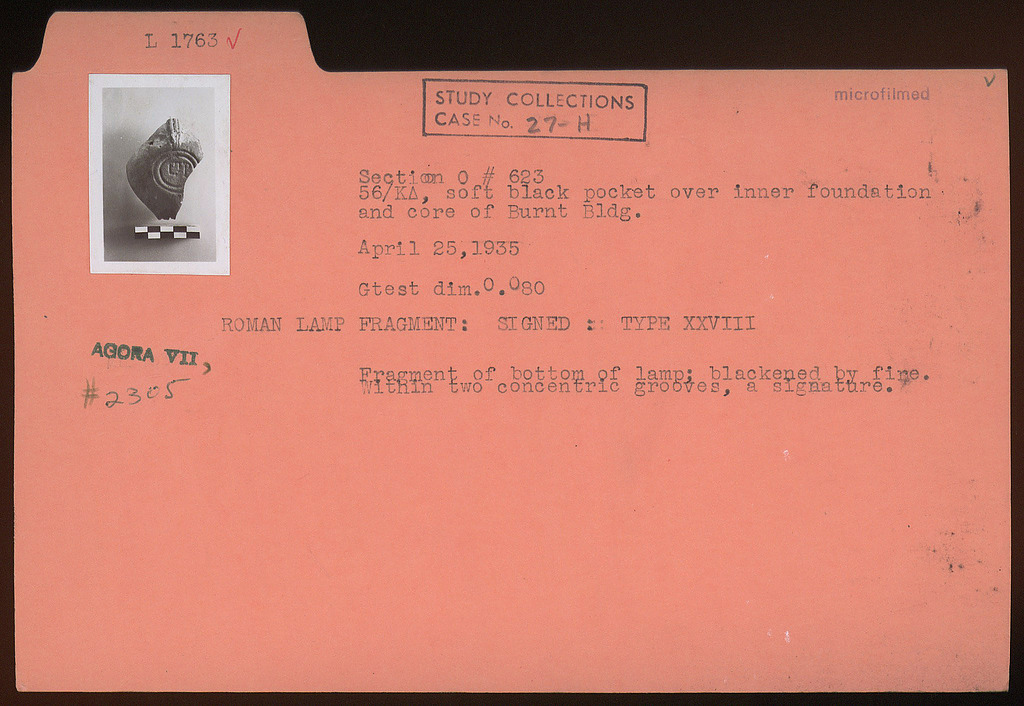 L 1763 ✓
STUDY COLLECTIONS
CASE No. 27-H
microfilmed
Section O # 623
56/ΚΔ, soft black pocket over inner foundation
and core of Burnt Bldg.
April 25,1935
Gtest dim.0.080
ROMAN LAMP FRAGMENT: SIGNED : TYPE XXVIII
AGORA VII,
#2305
Fragment of bottom of lamp; blackened by fire.
Within two concentric grooves, a signature.